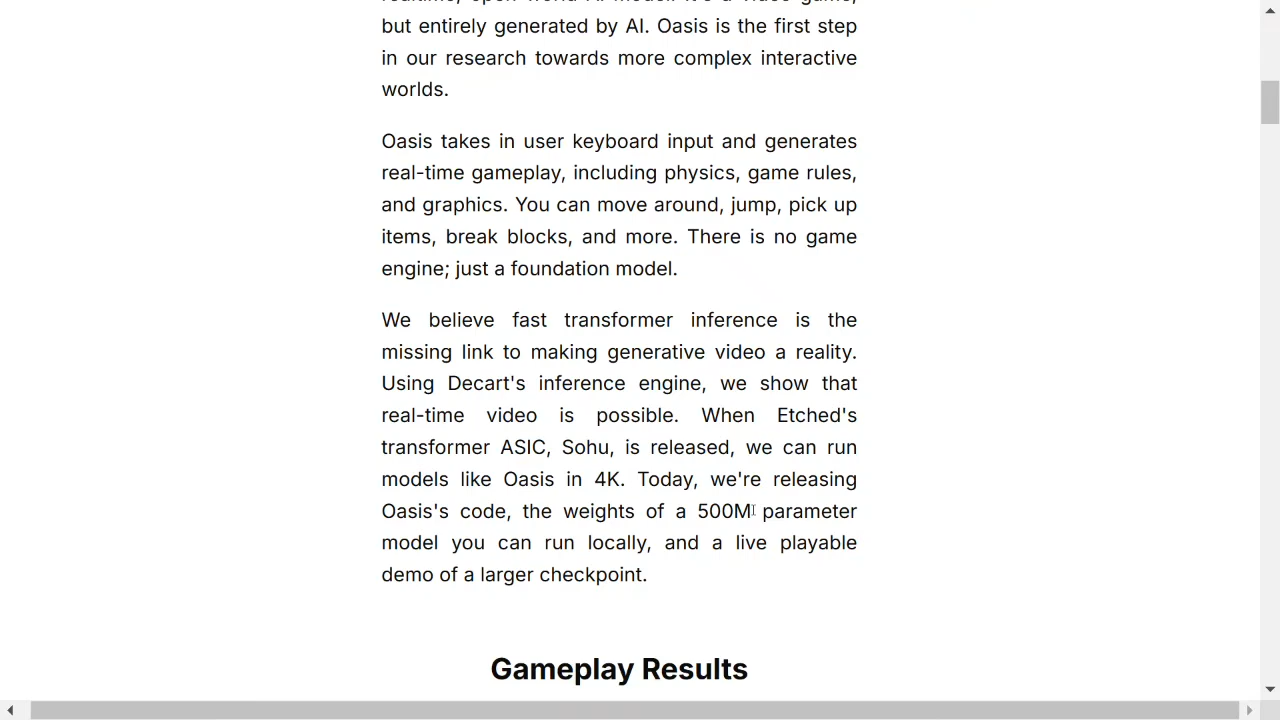 but entirely generated by AI. Oasis is the first step
in our research towards more complex interactive
worlds.
Oasis takes in user keyboard input and generates
real-time gameplay, including physics, game rules,
and graphics. You can move around, jump, pick up
items, break blocks, and more. There is no game
engine; just a foundation model.
We believe fast transformer inference is the
missing link to making generative video a reality.
Using Decart's inference engine, we show that
real-time video is possible. When Etched's
transformer ASIC, Sohu, is released, we can run
models like Oasis in 4K. Today, we're releasing
Oasis's code, the weights of a 500M parameter
model you can run locally, and a live playable
demo of a larger checkpoint.
Gameplay Results